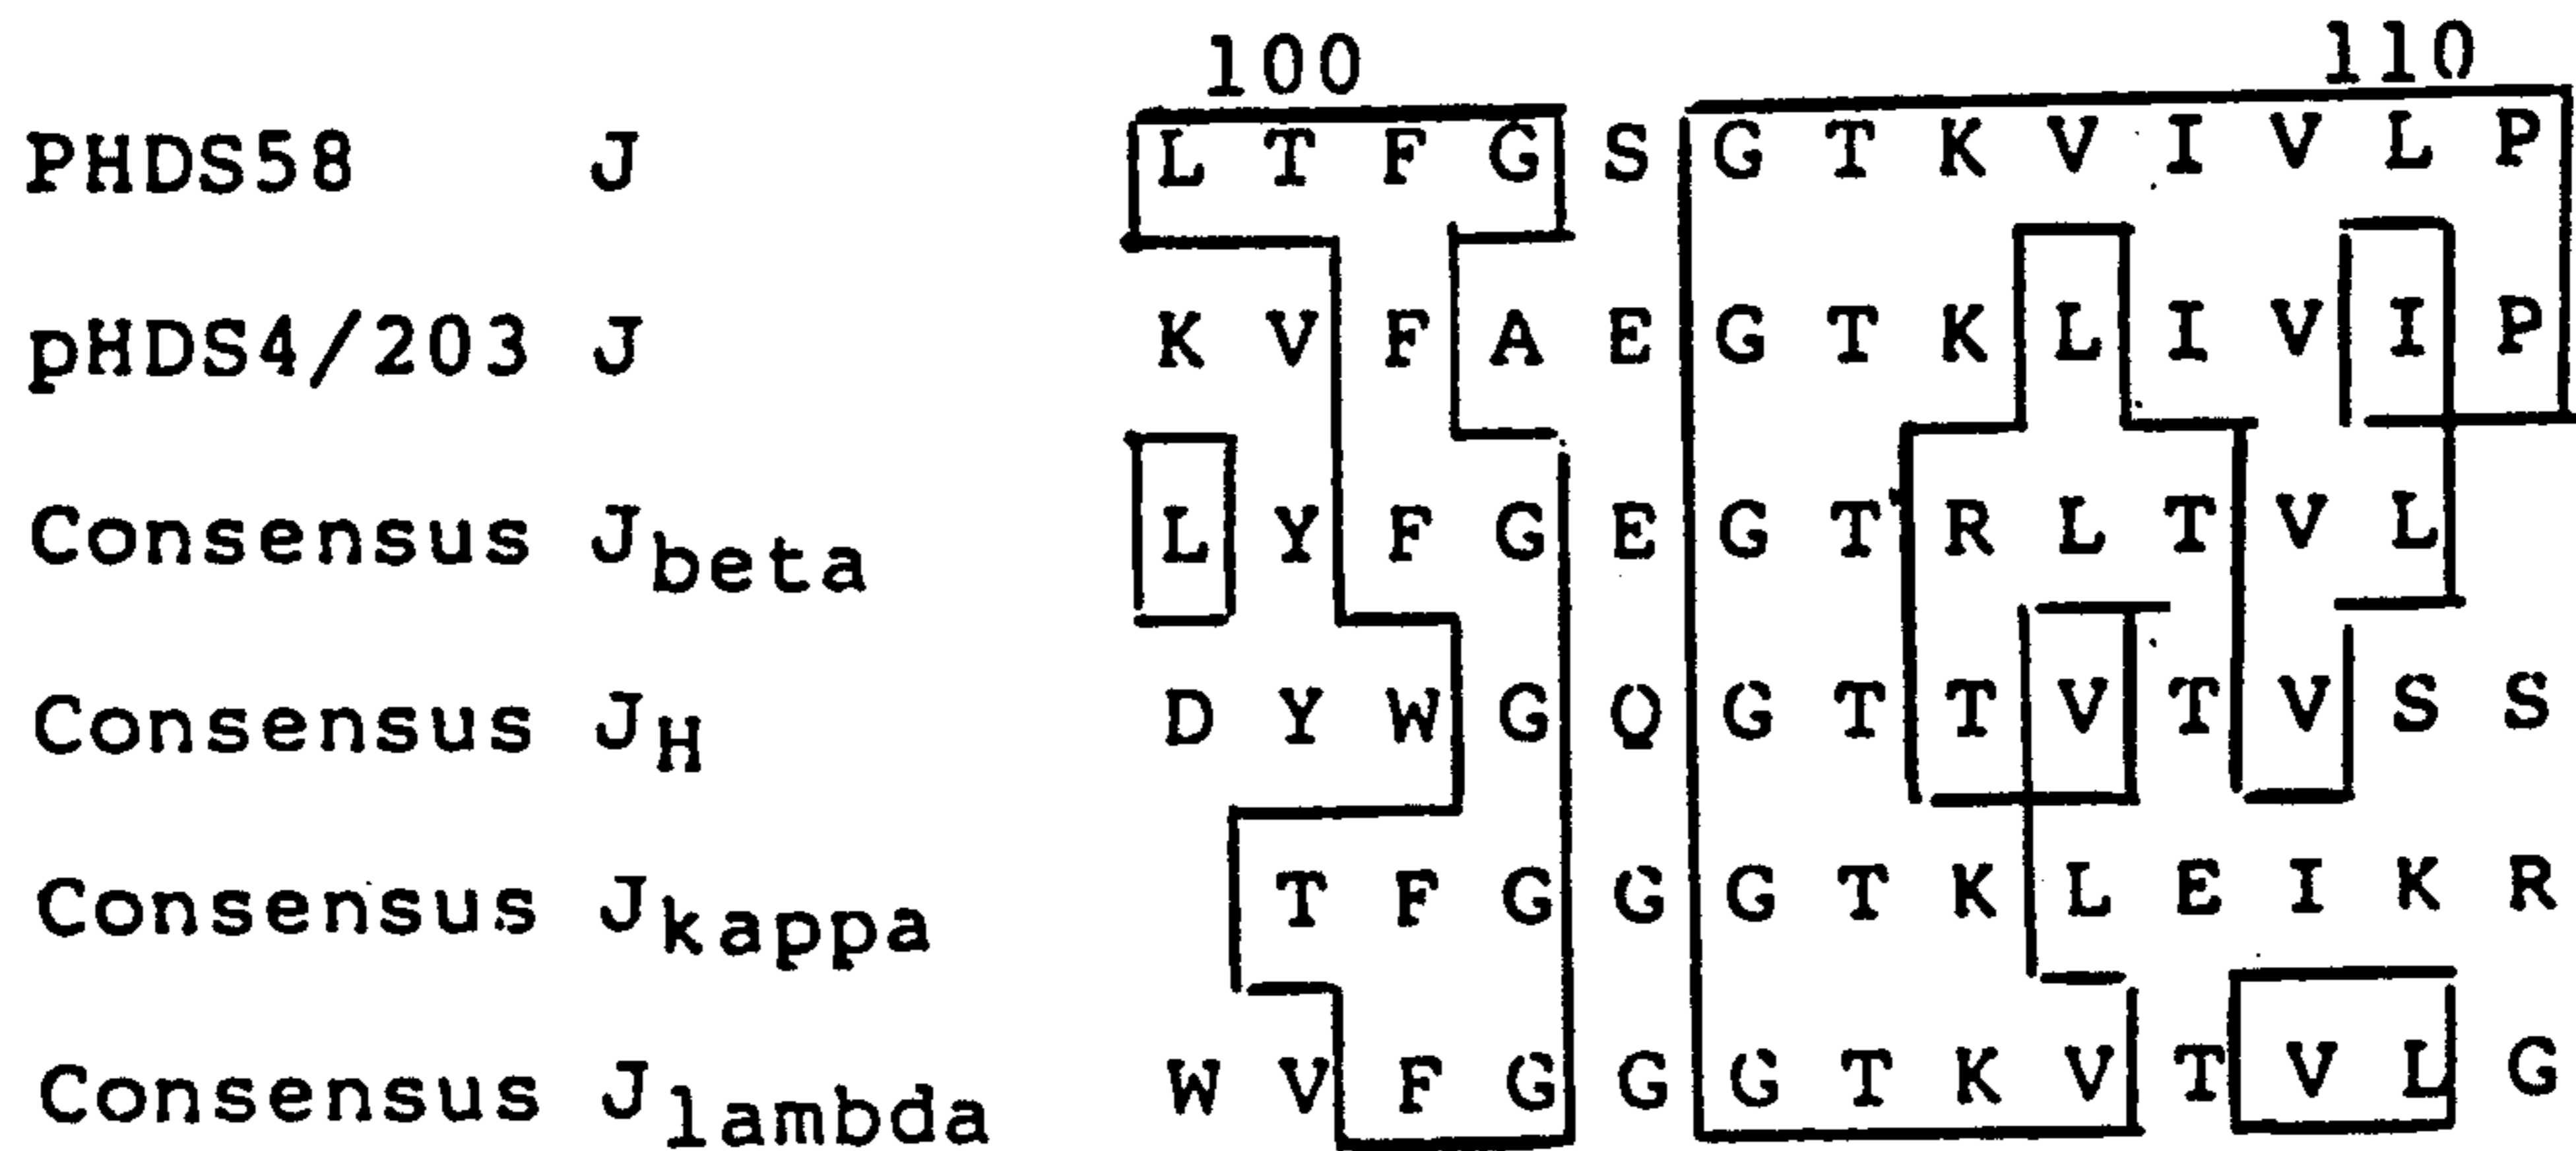 100 110
PHDS58 J L T F G S G T K V I V L P
pHDS4/203 J K V F A E G T K L I V I P
Consensus Jbeta L Y F G E G T R L T V L
Consensus JH D Y W G Q G T T V T V S S
Consensus Jkappa T F G G G T K L E I K R
Consensus Jlambda W V F G G G T K V T V L G